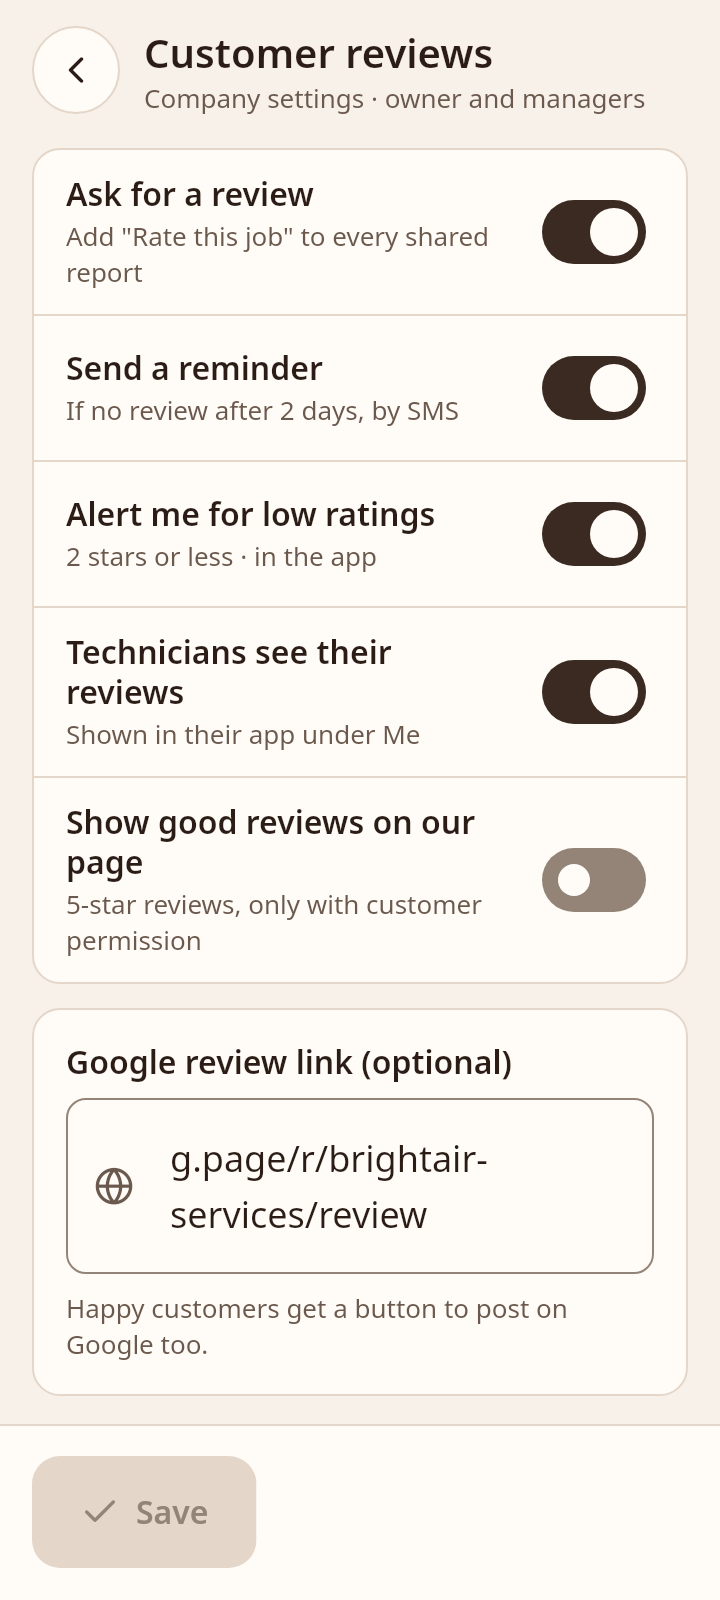 Customer reviews
Company settings · owner and managers
Ask for a review
Add "Rate this job" to every shared
report
Send a reminder
If no review after 2 days, by SMS
Alert me for low ratings
2 stars or less · in the app
Technicians see their
reviews
Shown in their app under Me
Show good reviews on our
page
5-star reviews, only with customer
permission
Google review link (optional)
g.page/r/brightair-
services/review
Happy customers get a button to post on
Google too.
Save